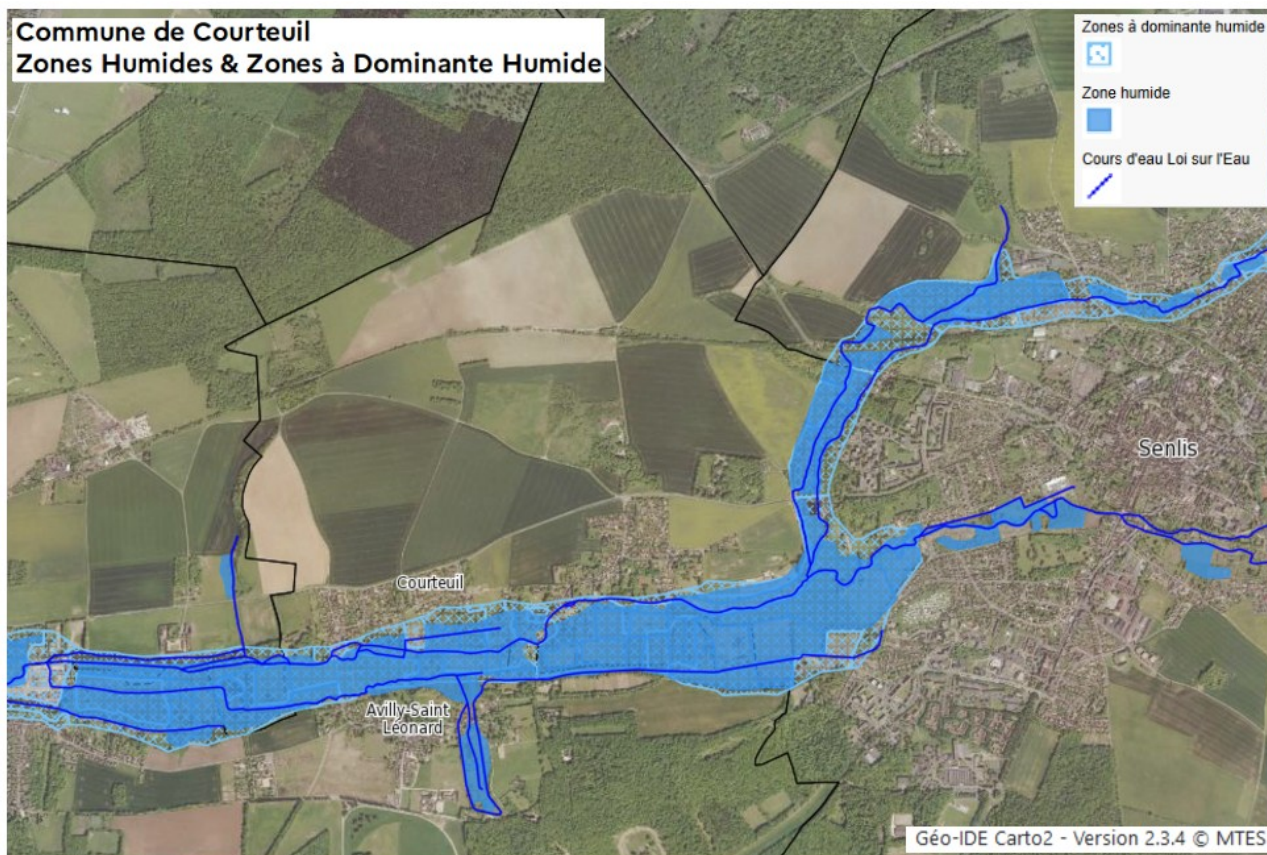 Commune de Courteuil
Zones Humides & Zones à Dominante Humide
Zones à dominante humide
Zone humide
Cours d'eau Loi sur l'Eau
Senlis
Courteuil
Avilly-Saint
Léonard
Géo-IDE Carto2 - Version 2.3.4 © MTES